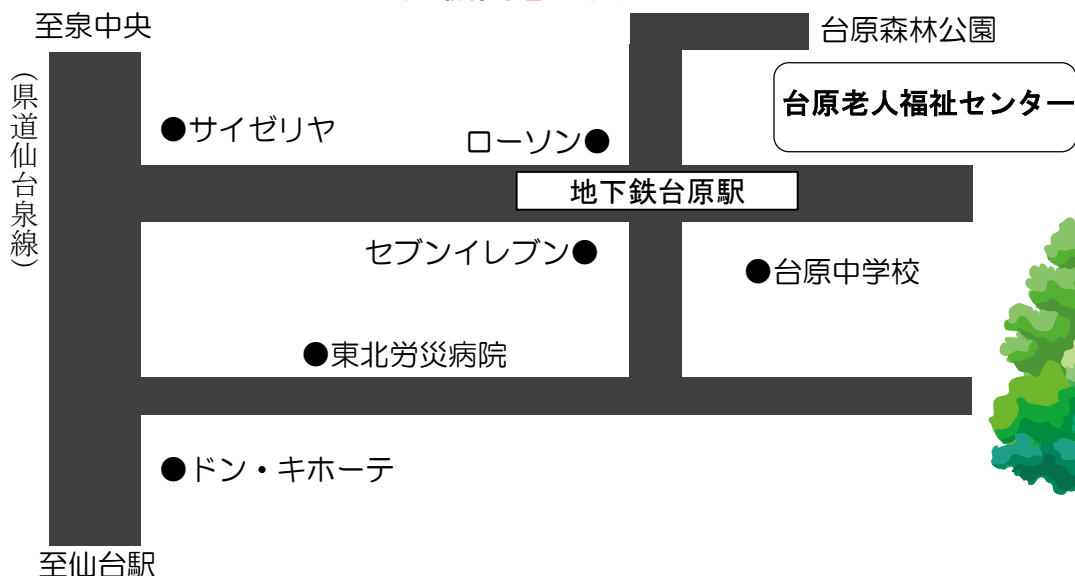 至泉中央
台原森林公園
(県道仙台泉線)
台原老人福祉センター
●サイゼリヤ
ローソン●
地下鉄台原駅
セブンイレブン●
●台原中学校
●東北労災病院
●ドン・キホーテ
至仙台駅